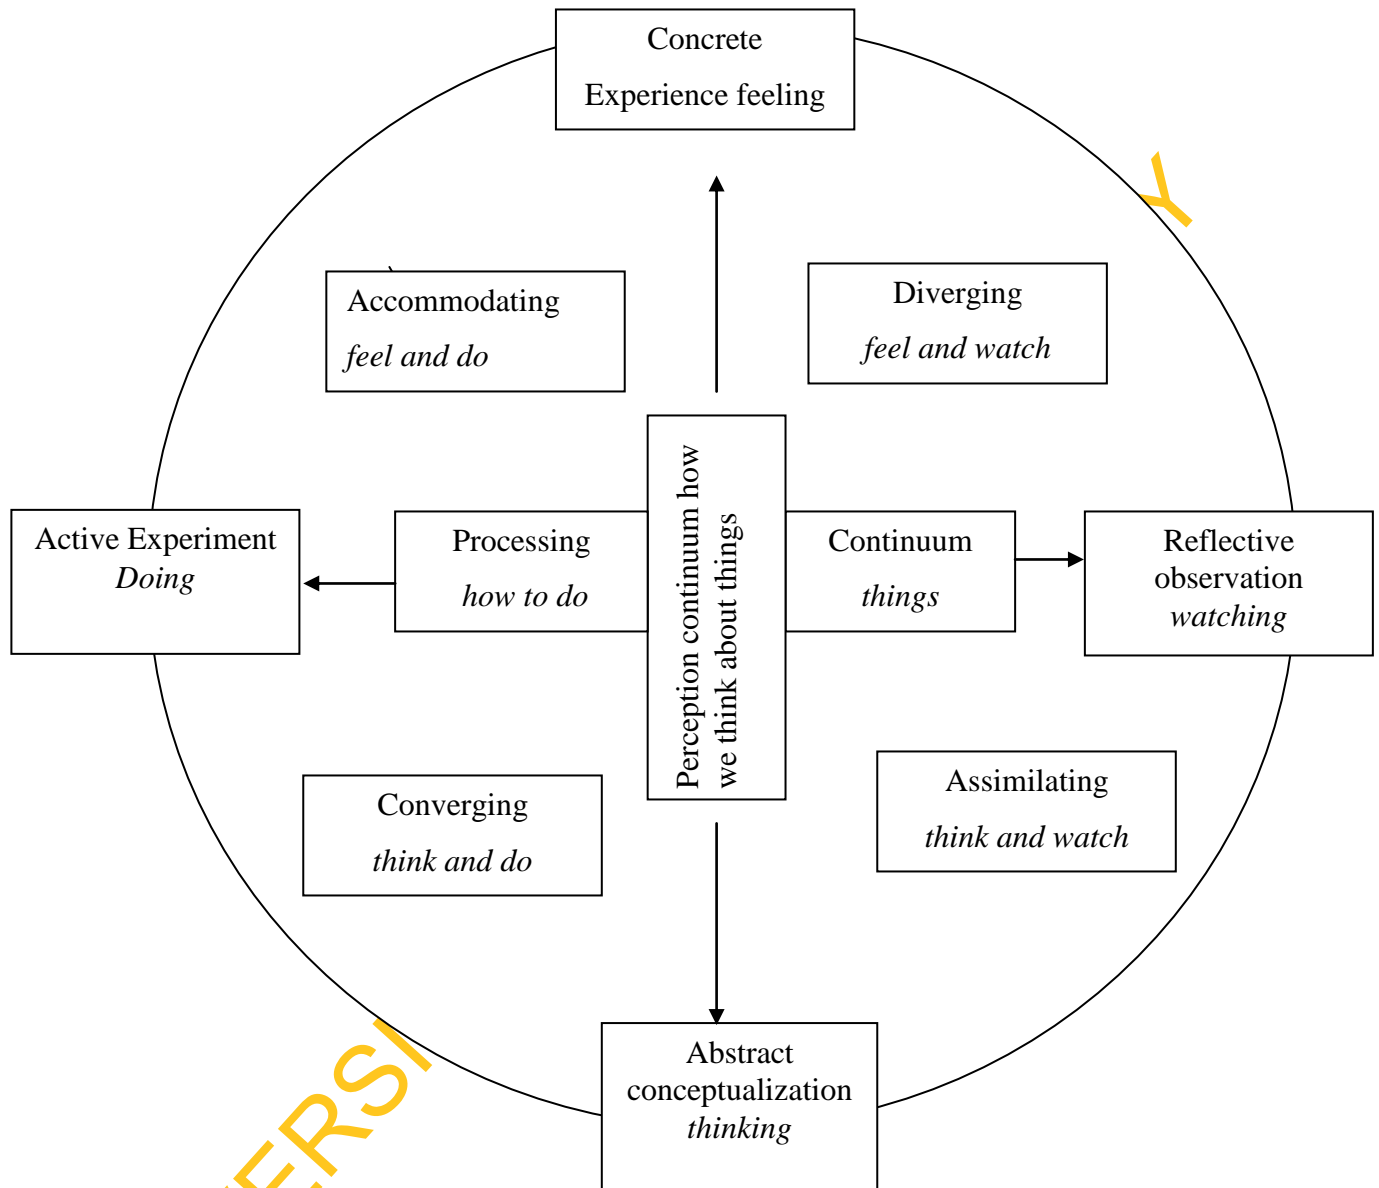 Concrete
Experience feeling
Y
Accommodating
feel and do
Diverging
feel and watch
Active Experiment
Doing
Processing
how to do
Perception continuum how
we think about things
Continuum
things
Reflective
observation
watching
Converging
think and do
Assimilating
think and watch
Abstract
conceptualization
thinking
ERSI